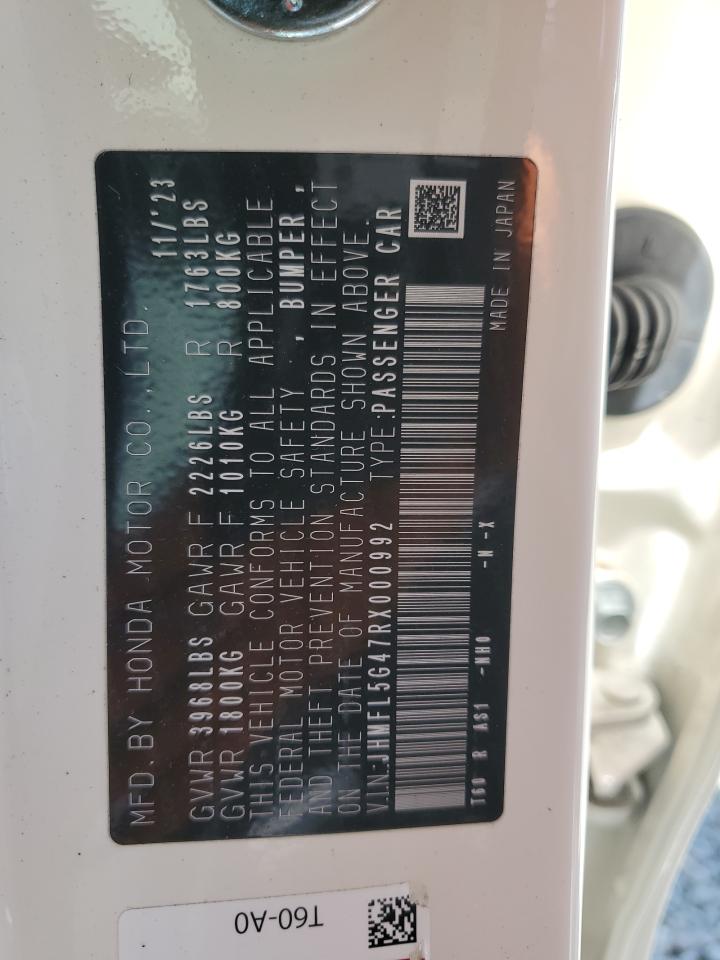 MFD. BY HONDA MOTOR CO., LTD. 11/'23
GVWR 3968LBS GAWR F 2226LBS R 1763LBS
GVWR 1800KG GAWR F 1010KG R 800KG
THIS VEHICLE CONFORMS TO ALL APPLICABLE
FEDERAL MOTOR VEHICLE SAFETY , BUMPER ,
AND THEFT PREVENTION STANDARDS IN EFFECT
ON THE DATE OF MANUFACTURE SHOWN ABOVE.
VIN:JHMFL5G47RX000992 TYPE:PASSENGER CAR
T60 R AS1 -NH0 -N -X MADE IN JAPAN
T60-A0